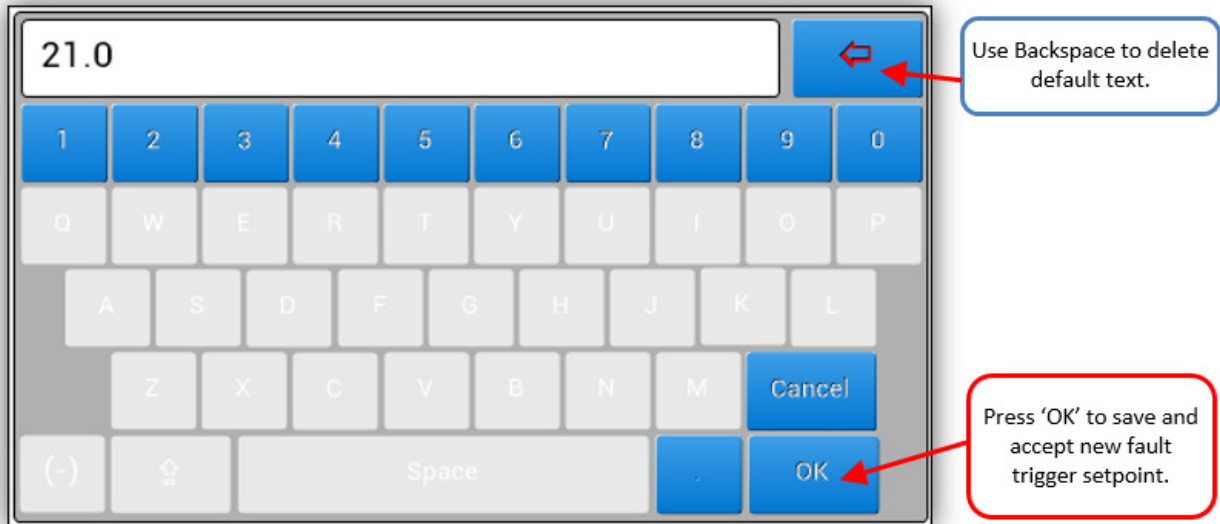 21.0
Use Backspace to delete
default text.
1 2 3 4 5 6 7 8 9 0
Q W E R T Y U I O P
A S D F G H J K L
Z X C V B N M Cancel
(-) Space . OK
Press ‘OK’ to save and
accept new fault
trigger setpoint.